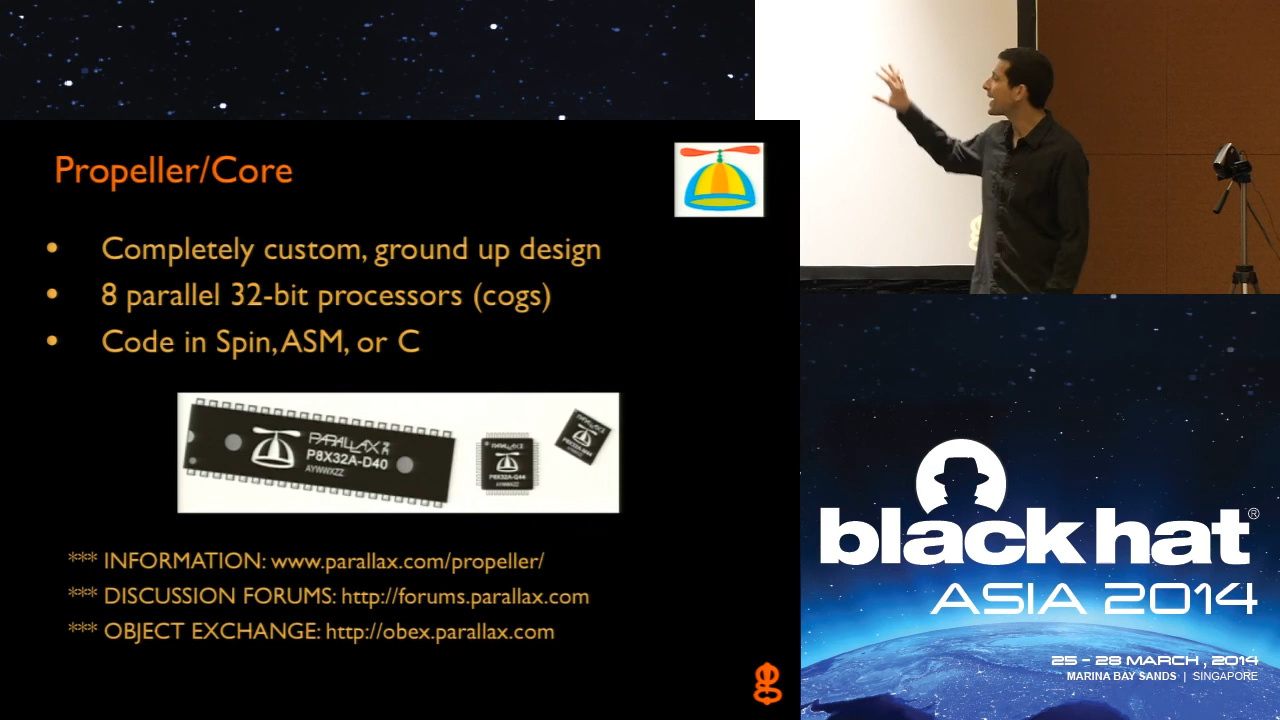 Propeller/Core
• Completely custom, ground up design
• 8 parallel 32-bit processors (cogs)
• Code in Spin, ASM, or C
PARALLAX
P8X32A-D40
AYWWXZZ
PARALLAX
*** INFORMATION: www.parallax.com/propeller/
*** DISCUSSION FORUMS: http://forums.parallax.com
*** OBJECT EXCHANGE: http://obex.parallax.com
black hat®
ASIA 2014
25 - 28 MARCH, 2014
MARINA BAY SANDS | SINGAPORE